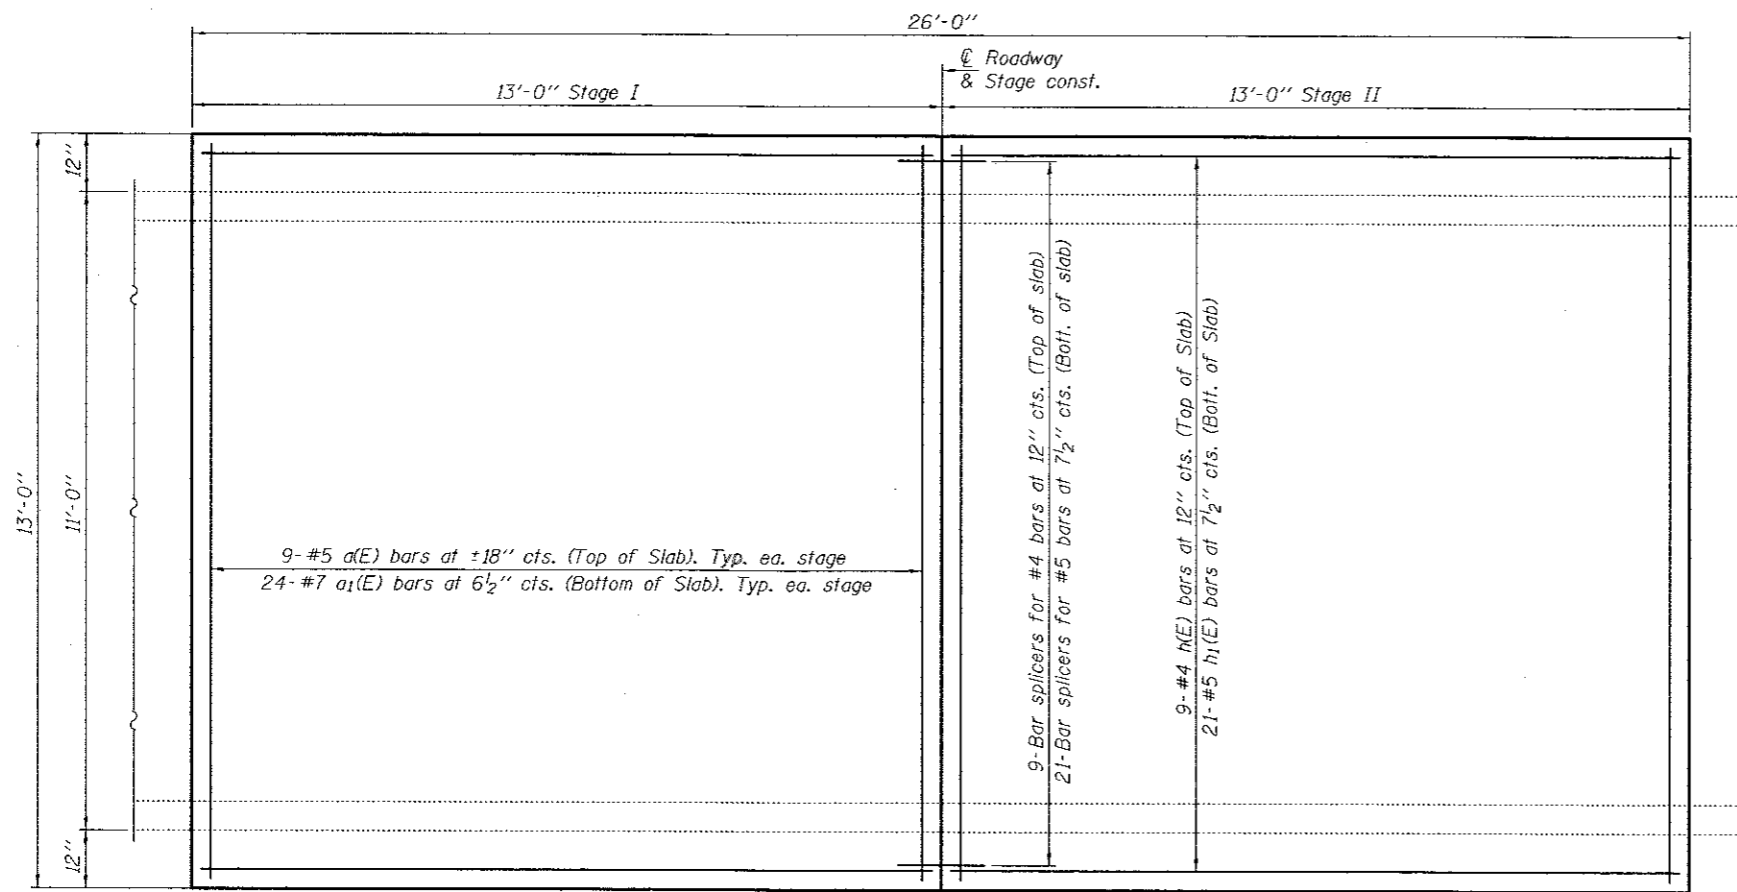 26'-0"
℄ Roadway
& Stage const.
13'-0" Stage I
13'-0" Stage II
12"
13'-0"
11'-0"
12"
9- #5 a(E) bars at ±18" cts. (Top of Slab). Typ. ea. stage
24- #7 a₁(E) bars at 6½" cts. (Bottom of Slab). Typ. ea. stage
9-Bar splicers for #4 bars at 12" cts. (Top of slab)
21-Bar splicers for #5 bars at 7½" cts. (Bott. of slab)
9- #4 h(E) bars at 12" cts. (Top of Slab)
21- #5 h₁(E) bars at 7½" cts. (Bott. of Slab)